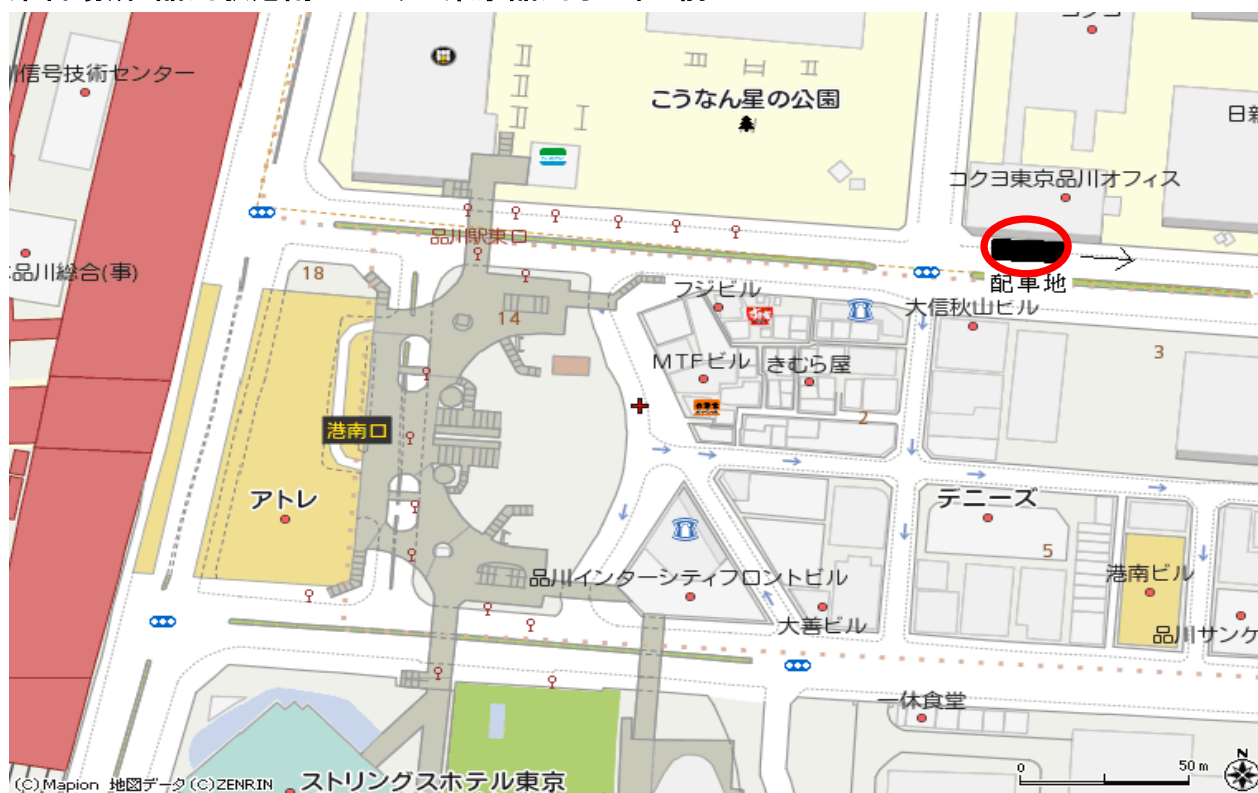 コクヨ
信号技術センター
こうなん星の公園
日新
コクヨ東京品川オフィス
品川駅東口
品川総合(事)
18
配車地
フジビル
大信秋山ビル
14
3
MTFビル
きむら屋
2
港南口
アトレ
デニーズ
5
品川インターシティフロントビル
港南ビル
大善ビル
品川サンケ
一休食堂
N
0
50m
(C)Mapion 地図データ(C)ZENRIN
ストリングスホテル東京